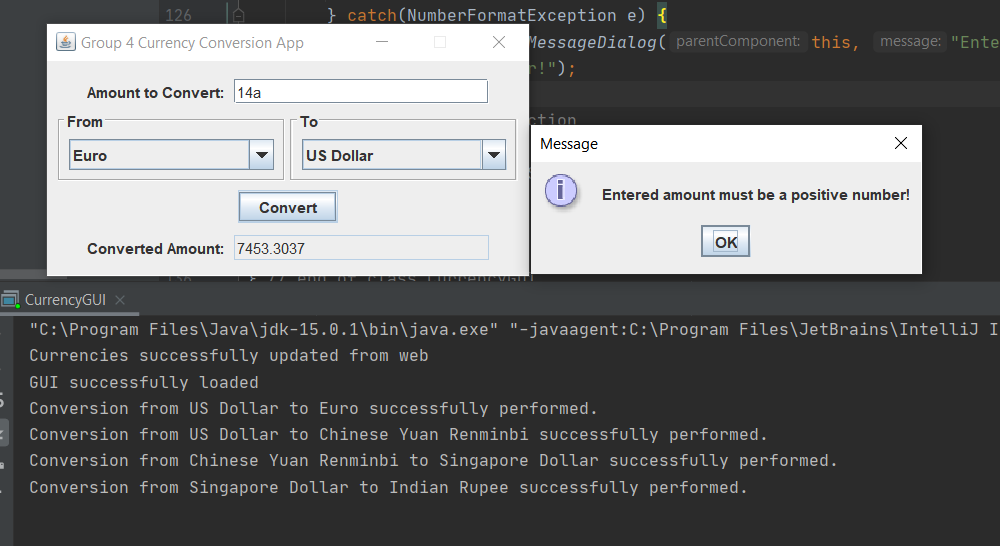 126 } catch(NumberFormatException e) {
Group 4 Currency Conversion App
MessageDialog( parentComponent: this, message: "Ente
!");
Amount to Convert: 14a
From
To
Euro
US Dollar
Convert
Converted Amount: 7453.3037
Message
Entered amount must be a positive number!
OK
CurrencyGUI
"C:\Program Files\Java\jdk-15.0.1\bin\java.exe" "-javaagent:C:\Program Files\JetBrains\IntelliJ I
Currencies successfully updated from web
GUI successfully loaded
Conversion from US Dollar to Euro successfully performed.
Conversion from US Dollar to Chinese Yuan Renminbi successfully performed.
Conversion from Chinese Yuan Renminbi to Singapore Dollar successfully performed.
Conversion from Singapore Dollar to Indian Rupee successfully performed.